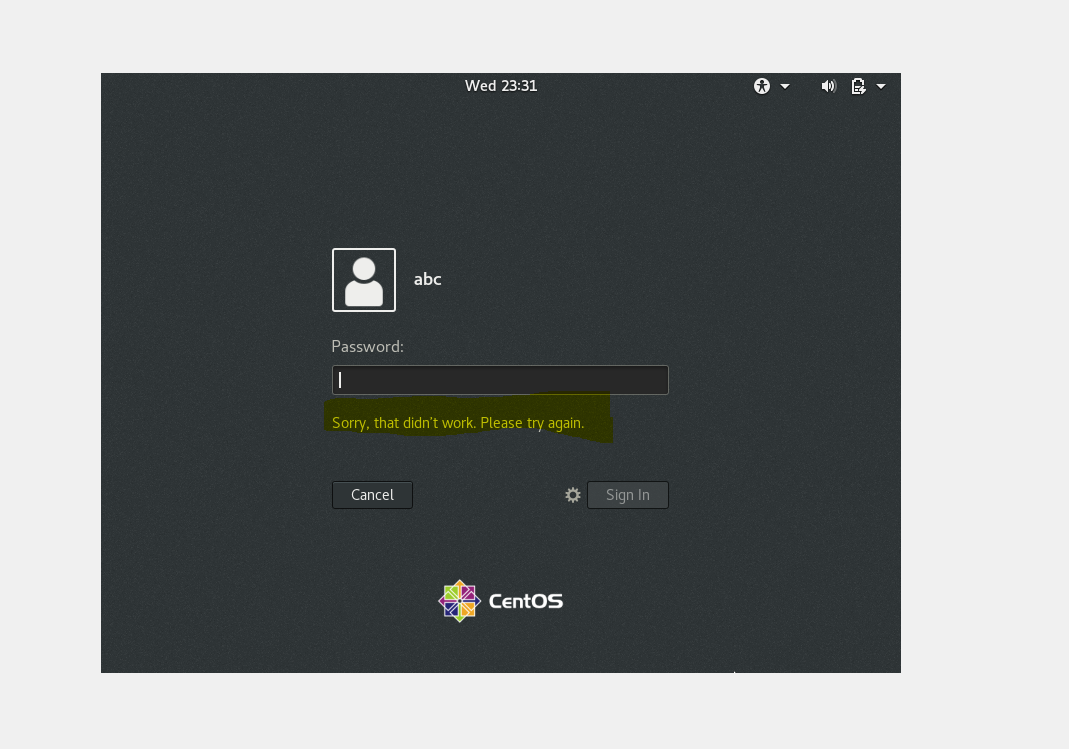 Wed 23:31
abc
Password:
Sorry, that didn't work. Please try again.
Cancel
Sign In
CentOS